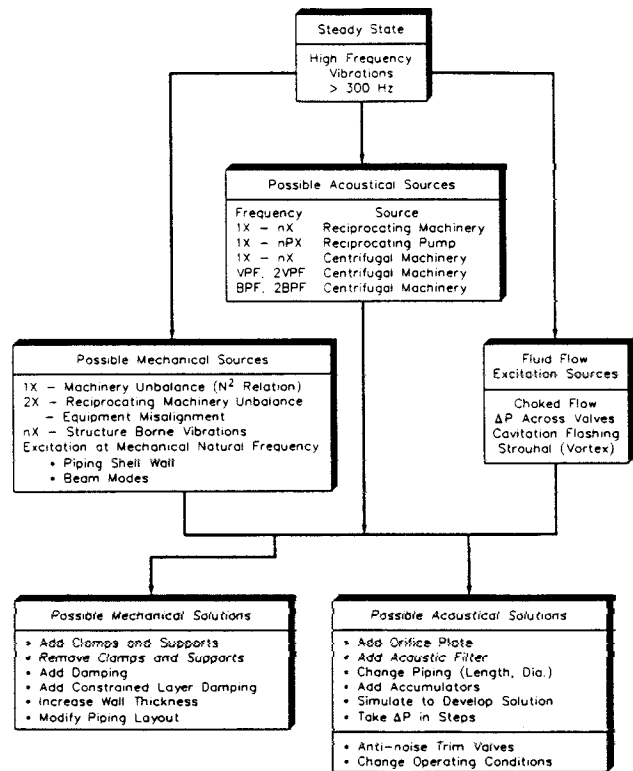 Steady State
High Frequency
Vibrations
> 300 Hz
Possible Acoustical Sources
Frequency Source
1X – nX Reciprocating Machinery
1X – nPX Reciprocating Pump
1X – nX Centrifugal Machinery
VPF, 2VPF Centrifugal Machinery
BPF, 2BPF Centrifugal Machinery
Possible Mechanical Sources
1X – Machinery Unbalance (N² Relation)
2X – Reciprocating Machinery Unbalance
– Equipment Misalignment
nX – Structure Borne Vibrations
Excitation at Mechanical Natural Frequency
• Piping Shell Wall
• Beam Modes
Fluid Flow
Excitation Sources
Choked Flow
ΔP Across Valves
Cavitation Flashing
Strouhal (Vortex)
Possible Mechanical Solutions
• Add Clamps and Supports
• Remove Clamps and Supports
• Add Damping
• Add Constrained Layer Damping
• Increase Wall Thickness
• Modify Piping Layout
Possible Acoustical Solutions
• Add Orifice Plate
• Add Acoustic Filter
• Change Piping (Length, Dia.)
• Add Accumulators
• Simulate to Develop Solution
• Take ΔP in Steps
• Anti-noise Trim Valves
• Change Operating Conditions